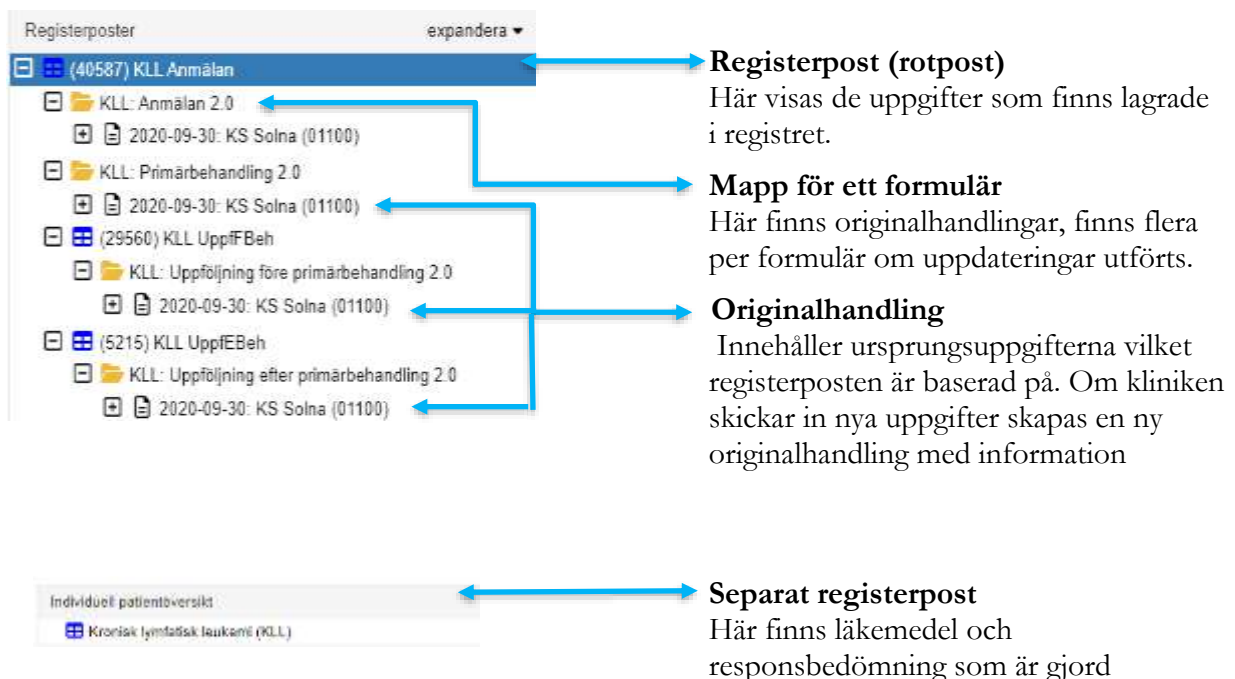 Registerposter expandera
(40587) KLL Anmälan
KLL: Anmälan 2.0
2020-09-30: KS Solna (01100)
KLL: Primärbehandling 2.0
2020-09-30: KS Solna (01100)
(29560) KLL UppfFBeh
KLL: Uppföljning före primärbehandling 2.0
2020-09-30: KS Solna (01100)
(5215) KLL UppfEBeh
KLL: Uppföljning efter primärbehandling 2.0
2020-09-30: KS Solna (01100)
Registerpost (rotpost)
Här visas de uppgifter som finns lagrade
i registret.
Mapp för ett formulär
Här finns originalhandlingar, finns flera
per formulär om uppdateringar utförts.
Originalhandling
Innehåller ursprungsuppgifterna vilket
registerposten är baserad på. Om kliniken
skickar in nya uppgifter skapas en ny
originalhandling med information
Individuell patientöversikt
Kronisk lymfatisk leukemi (KLL)
Separat registerpost
Här finns läkemedel och
responsbedömning som är gjord